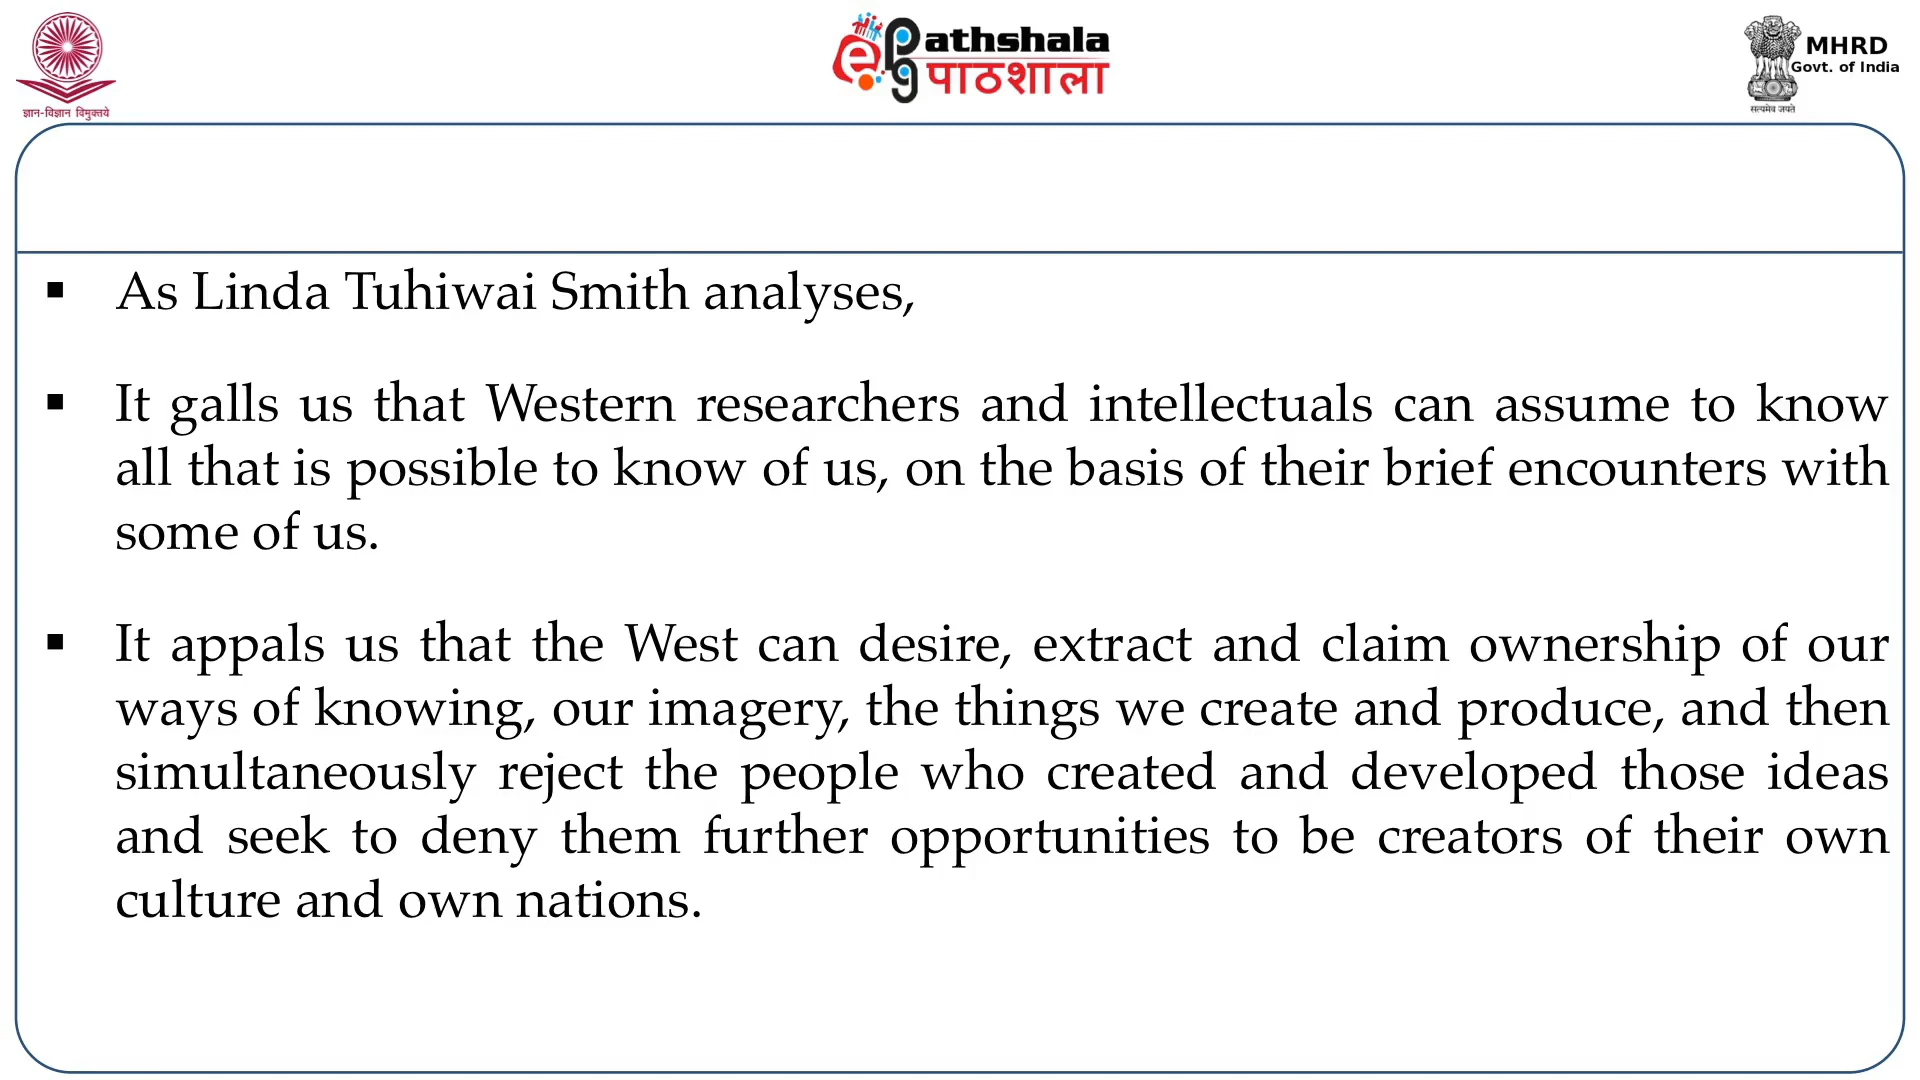 ज्ञान-विज्ञान विमुक्तये
e
pg
athshala
पाठशाला
MHRD
Govt. of India
सत्यमेव जयते
▪ As Linda Tuhiwai Smith analyses,
▪ It galls us that Western researchers and intellectuals can assume to know
all that is possible to know of us, on the basis of their brief encounters with
some of us.
▪ It appals us that the West can desire, extract and claim ownership of our
ways of knowing, our imagery, the things we create and produce, and then
simultaneously reject the people who created and developed those ideas
and seek to deny them further opportunities to be creators of their own
culture and own nations.